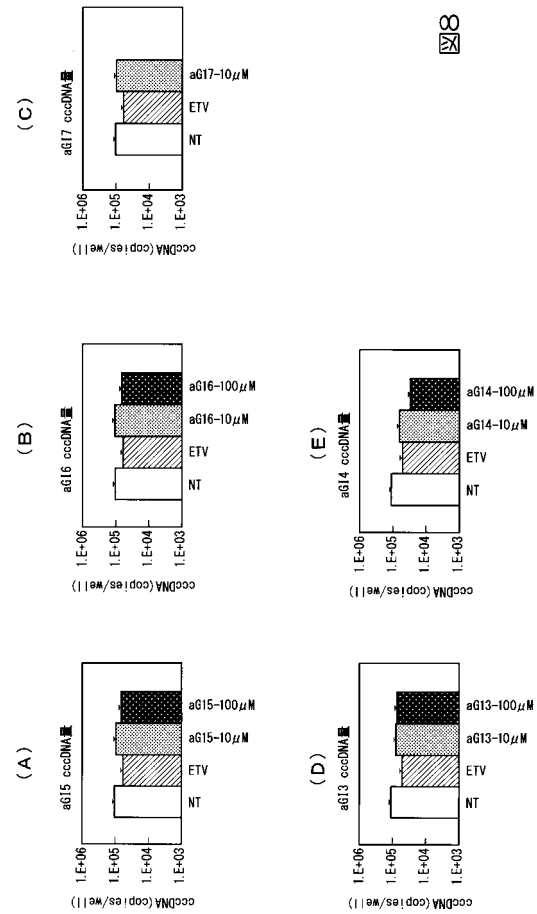 (A)
aGI5 cccDNA量
cccDNA(copies/well)
1.E+06
1.E+05
1.E+04
1.E+03
NT
ETV
aG15-10μM
aG15-100μM
(B)
aGI6 cccDNA量
cccDNA(copies/well)
1.E+06
1.E+05
1.E+04
1.E+03
NT
ETV
aG16-10μM
aG16-100μM
(C)
aGI7 cccDNA量
cccDNA(copies/well)
1.E+06
1.E+05
1.E+04
1.E+03
NT
ETV
aG17-10μM
(D)
aGI3 cccDNA量
cccDNA(copies/well)
1.E+06
1.E+05
1.E+04
1.E+03
NT
ETV
aG13-10μM
aG13-100μM
(E)
aGI4 cccDNA量
cccDNA(copies/well)
1.E+06
1.E+05
1.E+04
1.E+03
NT
ETV
aG14-10μM
aG14-100μM
図8